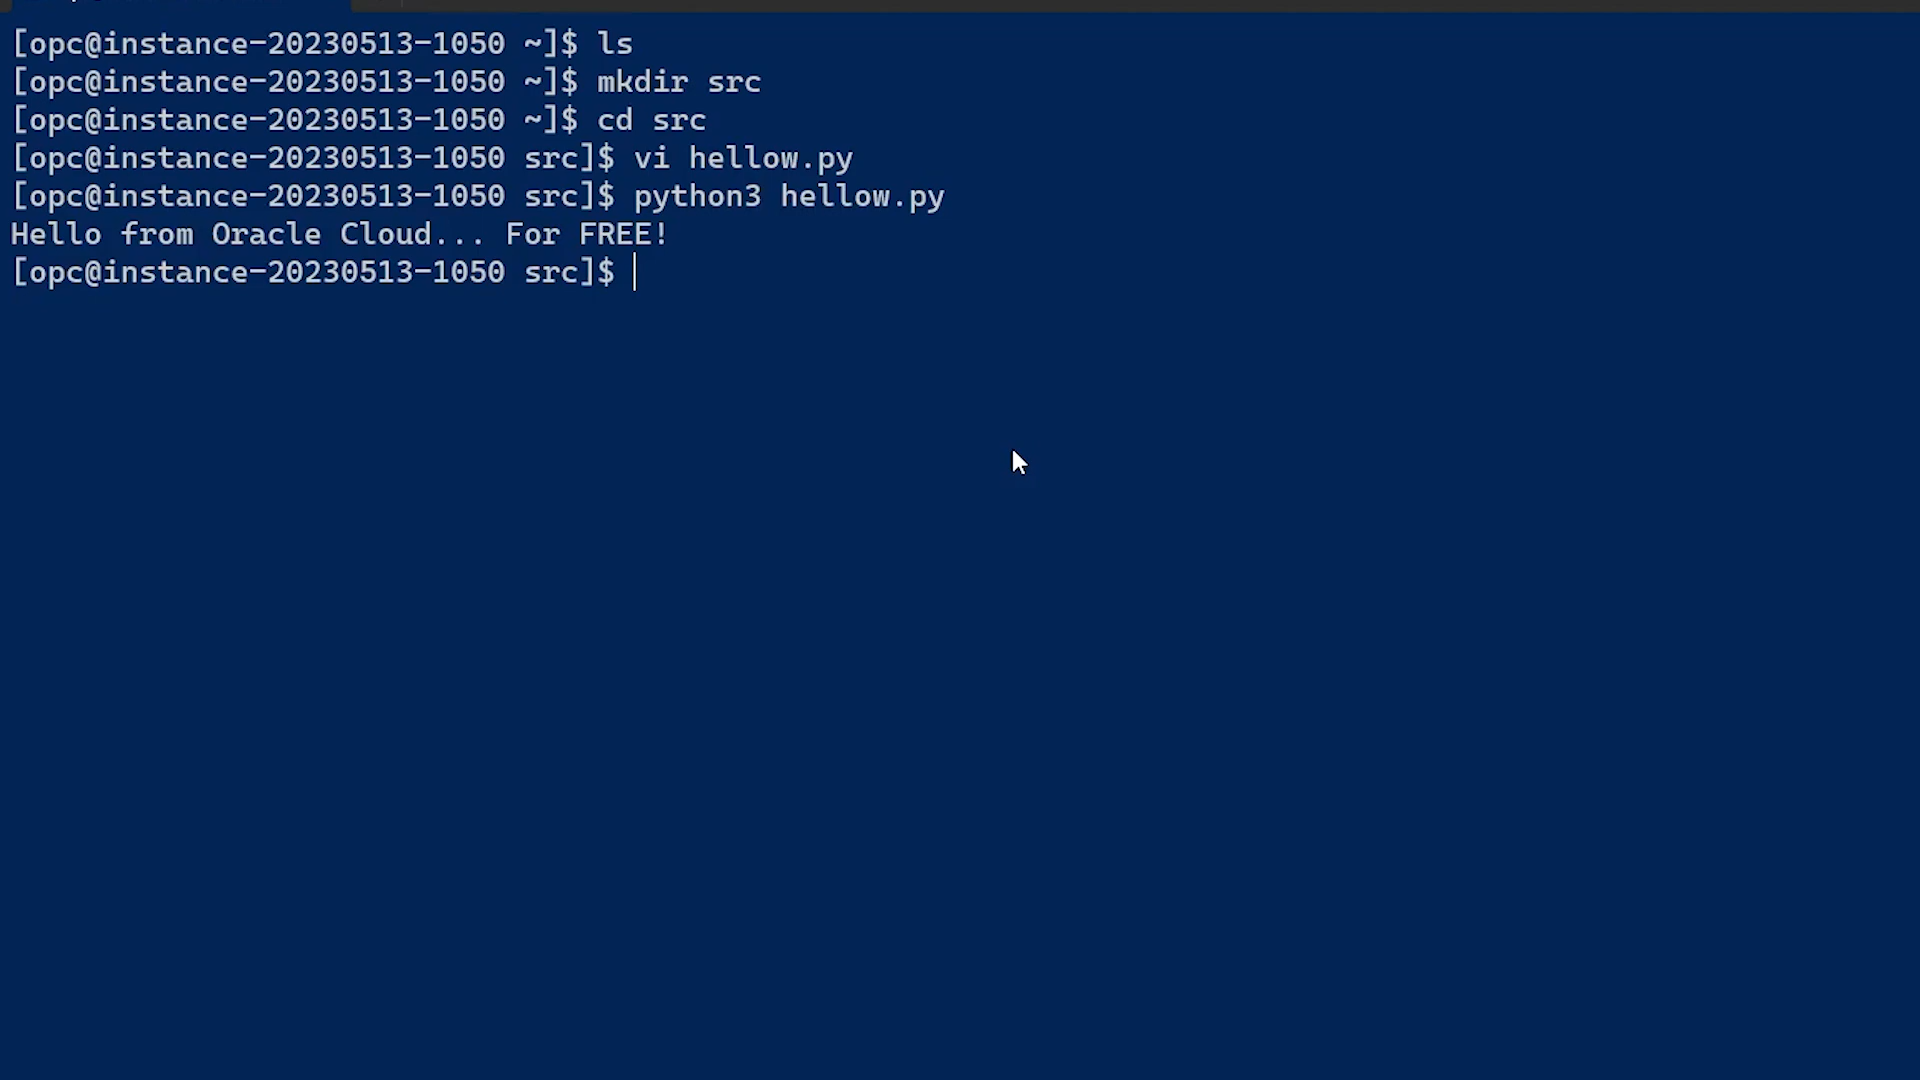 [opc@instance-20230513-1050 ~]$ ls
[opc@instance-20230513-1050 ~]$ mkdir src
[opc@instance-20230513-1050 ~]$ cd src
[opc@instance-20230513-1050 src]$ vi hellow.py
[opc@instance-20230513-1050 src]$ python3 hellow.py
Hello from Oracle Cloud... For FREE!
[opc@instance-20230513-1050 src]$